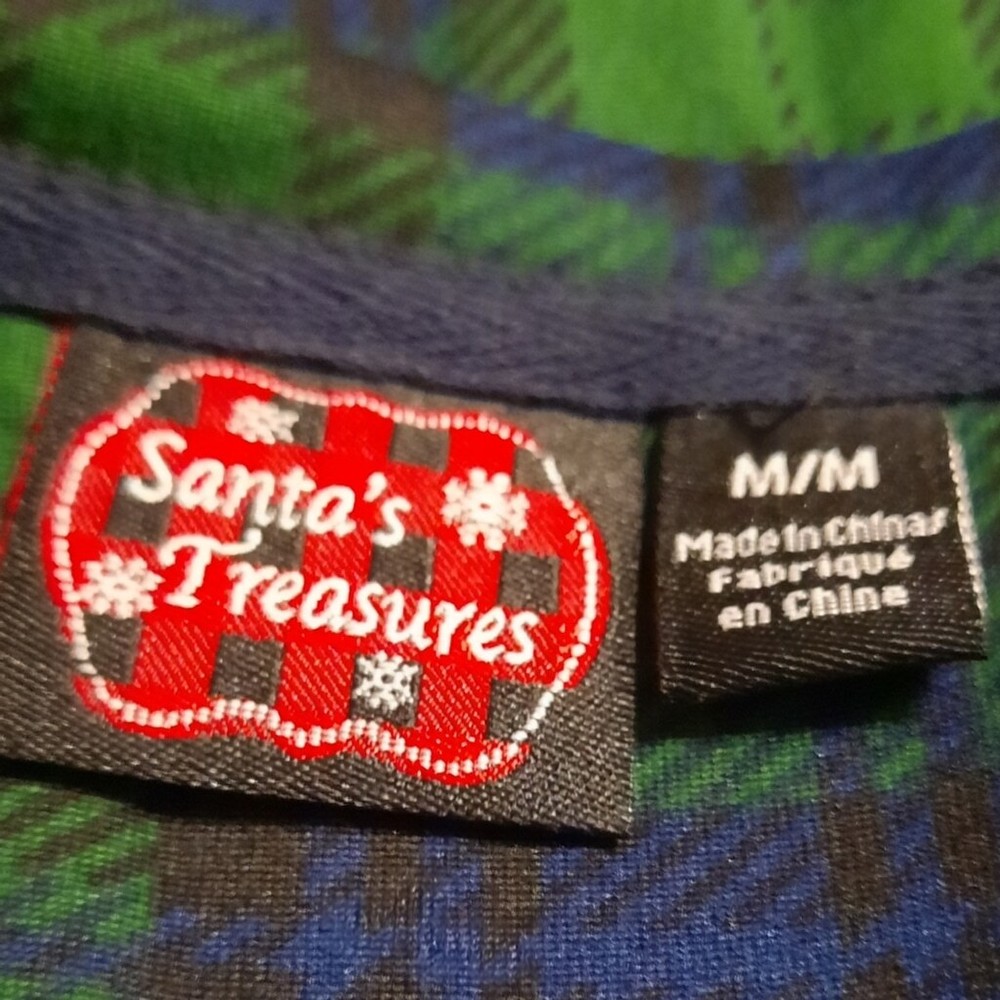 Santa's
Treasures
M/M
Made In China/
Fabriqué
en Chine